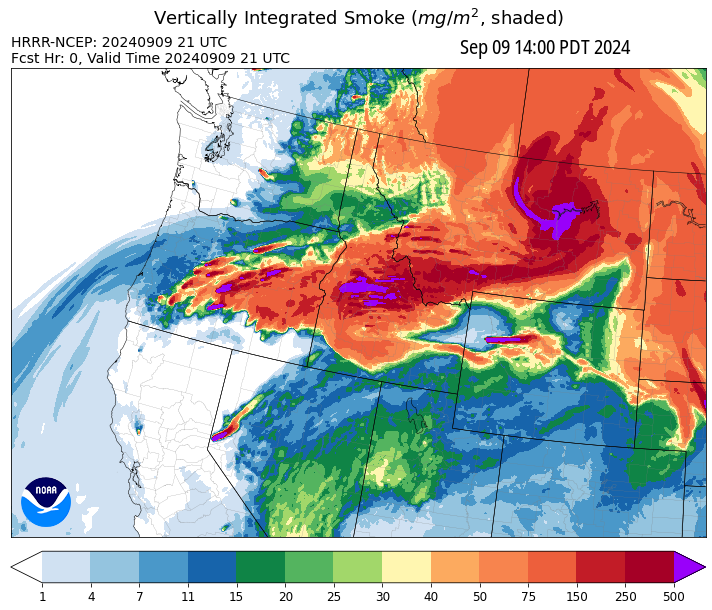 Vertically Integrated Smoke (mg/m², shaded)
HRRR-NCEP: 20240909 21 UTC
Fcst Hr: 0, Valid Time 20240909 21 UTC
Sep 09 14:00 PDT 2024
NOAA
1 4 7 11 15 20 25 30 40 50 75 150 250 500